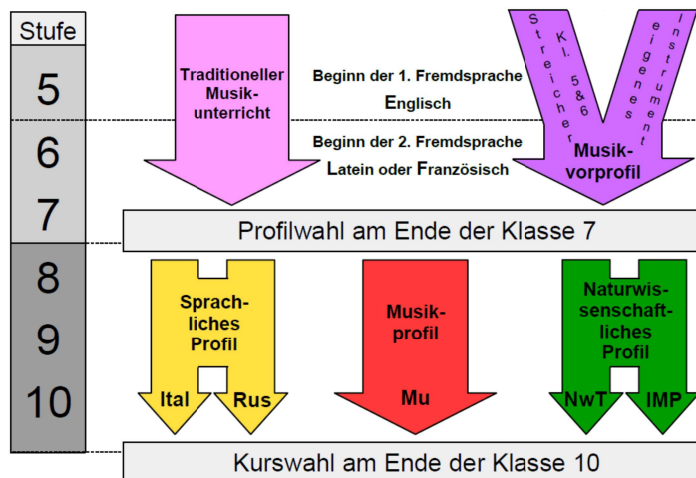 Stufe
5
6
7
8
9
10
Traditioneller
Musik-
unterricht
Beginn der 1. Fremdsprache
Englisch
Beginn der 2. Fremdsprache
Latein oder Französisch
Streicher
Kl. 5&6
eigenes
Instrument
Musik-
vorprofil
Profilwahl am Ende der Klasse 7
Sprach-
liches
Profil
Ital
Rus
Musik-
profil
Mu
Naturwis-
senschaft-
liches
Profil
NwT
IMP
Kurswahl am Ende der Klasse 10